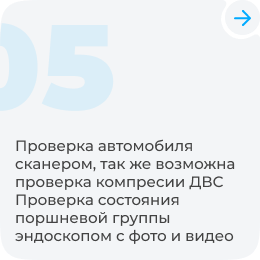 05
Проверка автомобиля
сканером, так же возможна
проверка компресии ДВС
Проверка состояния
поршневой группы
эндоскопом с фото и видео